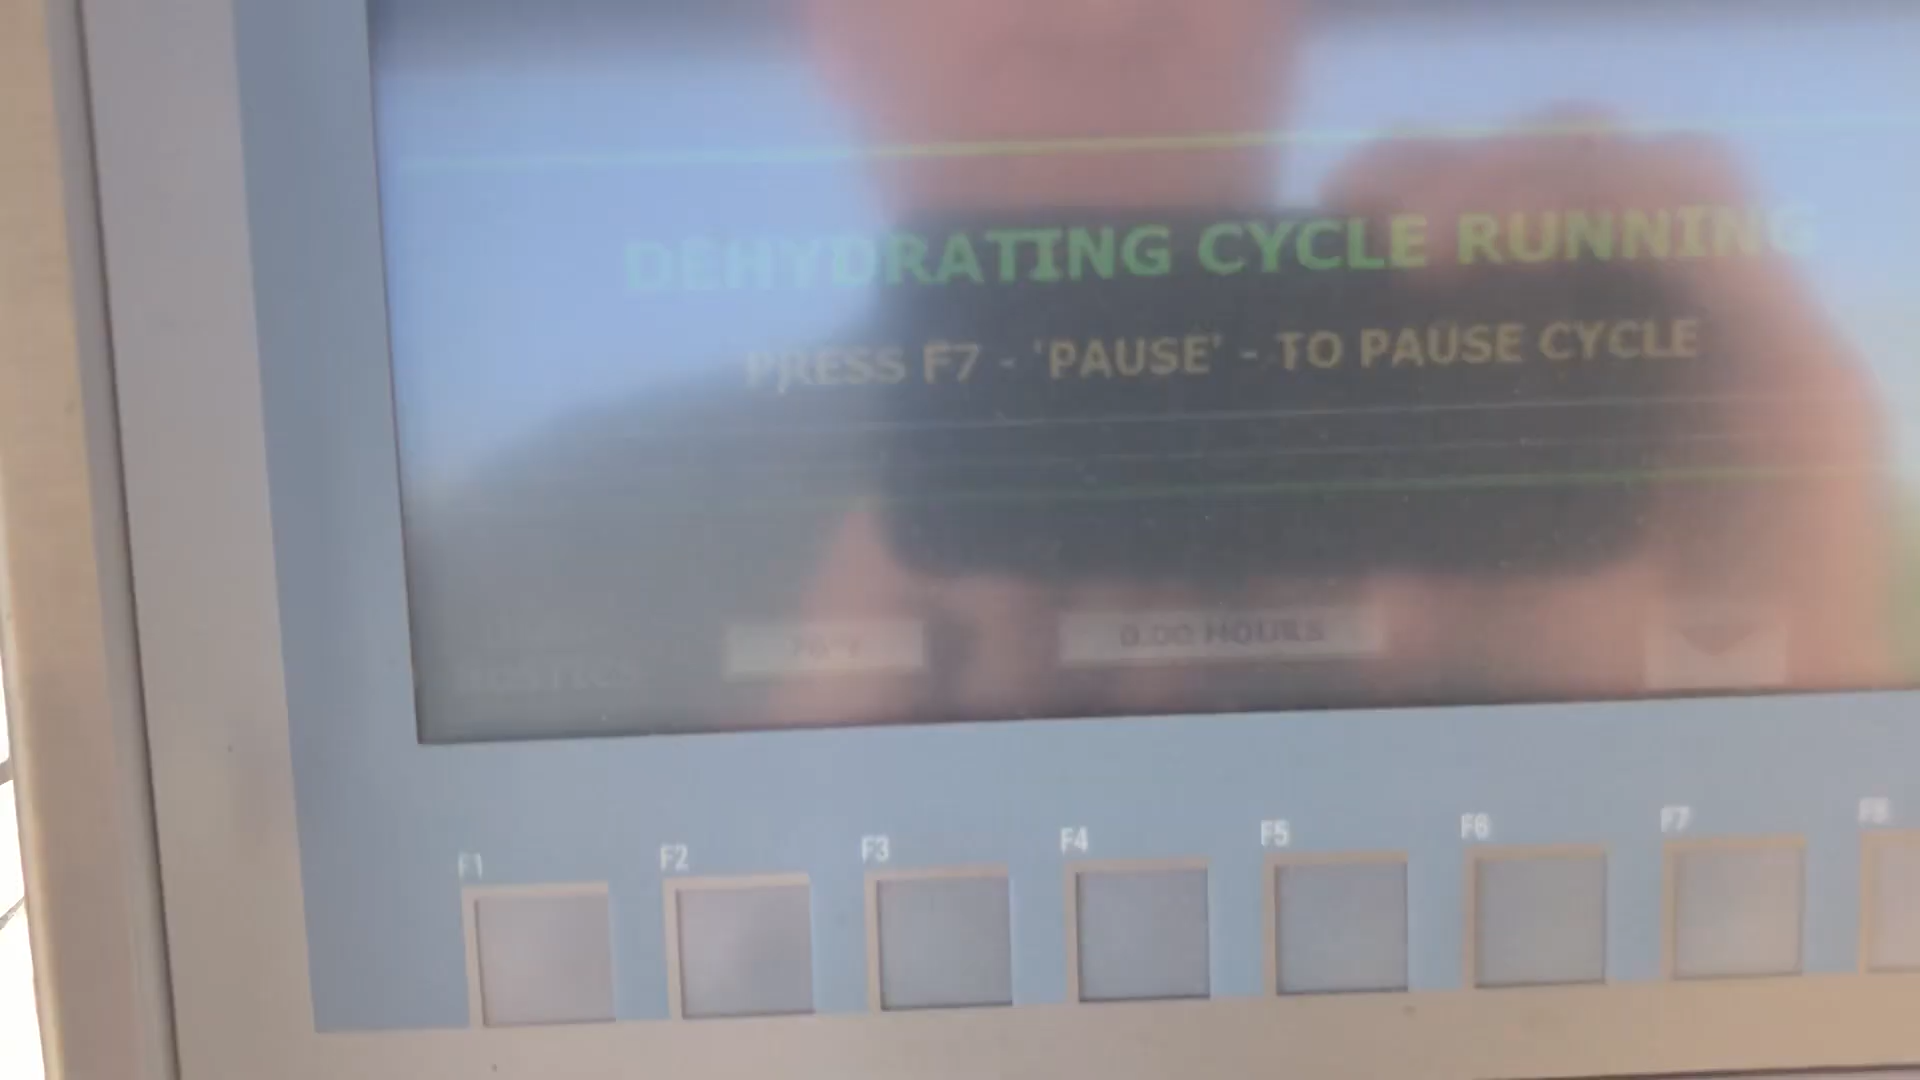 DEHYDRATING CYCLE RUNNING
PRESS F7 - 'PAUSE' - TO PAUSE CYCLE
0.00 HOURS
F1 F2 F3 F4 F5 F6 F7 F8